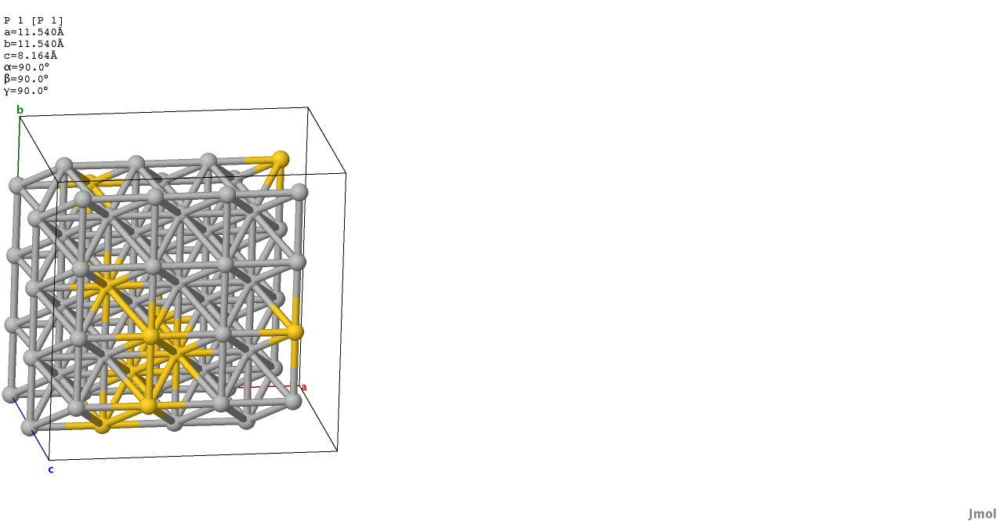 P 1 [P 1]
a=11.540Å
b=11.540Å
c=8.164Å
α=90.0°
β=90.0°
γ=90.0°
b
a
c
Jmol